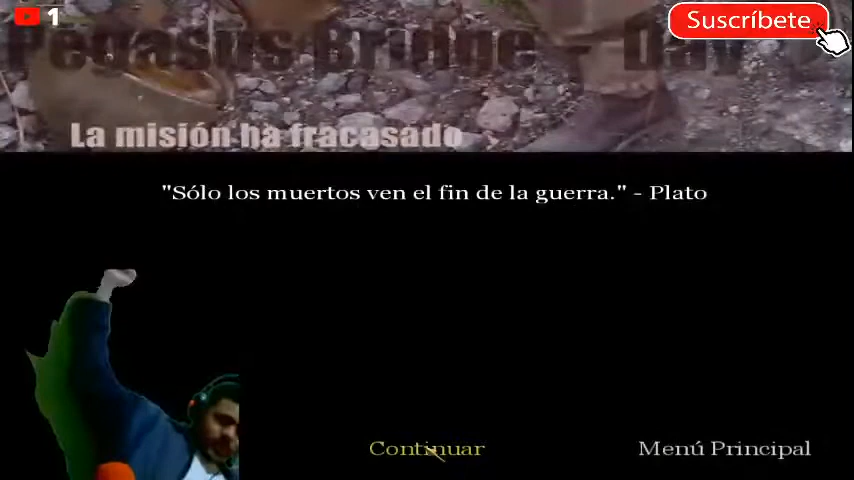 1
Suscríbete
Pegasus Bridge - Day
La misión ha fracasado
"Sólo los muertos ven el fin de la guerra." - Plato
Continuar
Menú Principal